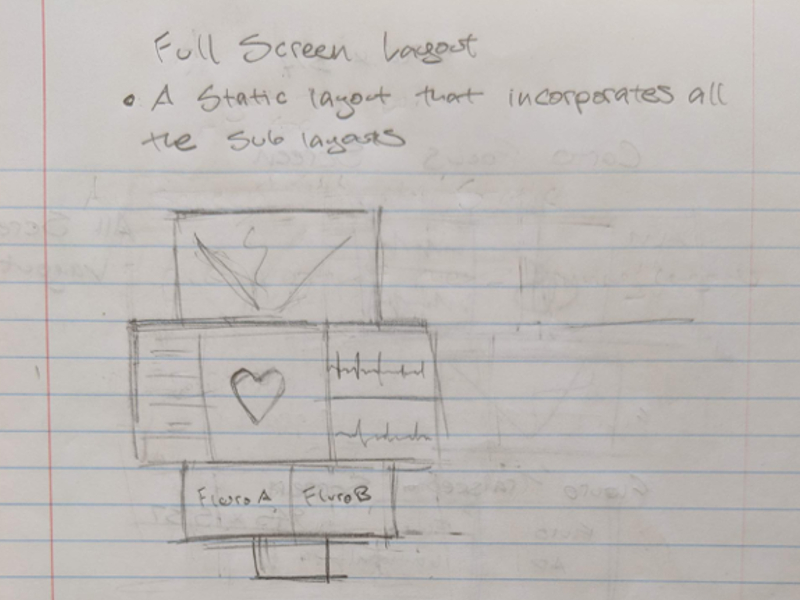 Full Screen Layout
• A Static layout that incorporates all
the Sub layouts
Fluro A Fluro B